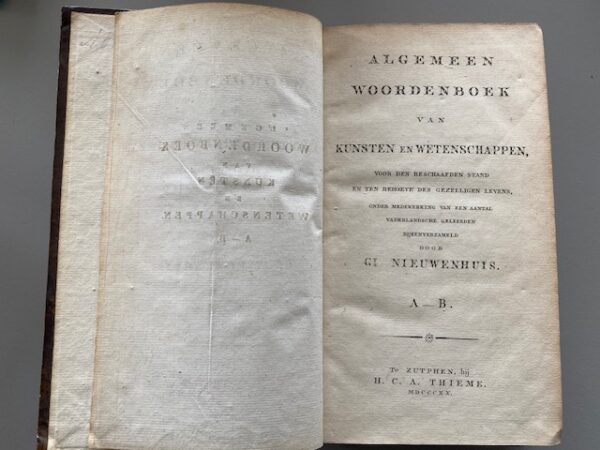 ALGEMEEN
WOORDENBOEK
VAN
KUNSTEN EN WETENSCHAPPEN,
VOOR DEN BESCHAAFDEN STAND
EN TEN BEHOEVE DES GEZELLIGEN LEVENS,
ONDER MEDEWERKING VAN EEN AANTAL
VADERLANDSCHE GELEERDEN
BIJEENVERZAMELD
DOOR
GT NIEUWENHUIS.
A—B.
Te ZUTPHEN, bij
H. C. A. THIEME.
MDCCCXX.